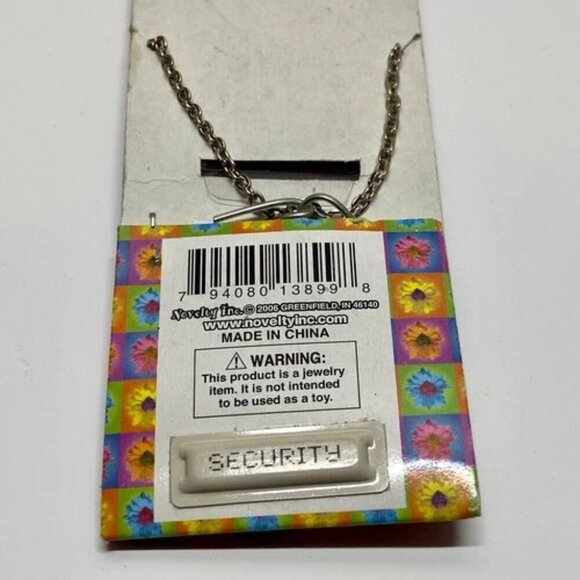 7 94080 13899 8
Novelty Inc. © 2006 GREENFIELD, IN 46140
www.noveltyinc.com
MADE IN CHINA
WARNING:
This product is a jewelry
item. It is not intended
to be used as a toy.
SECURITY